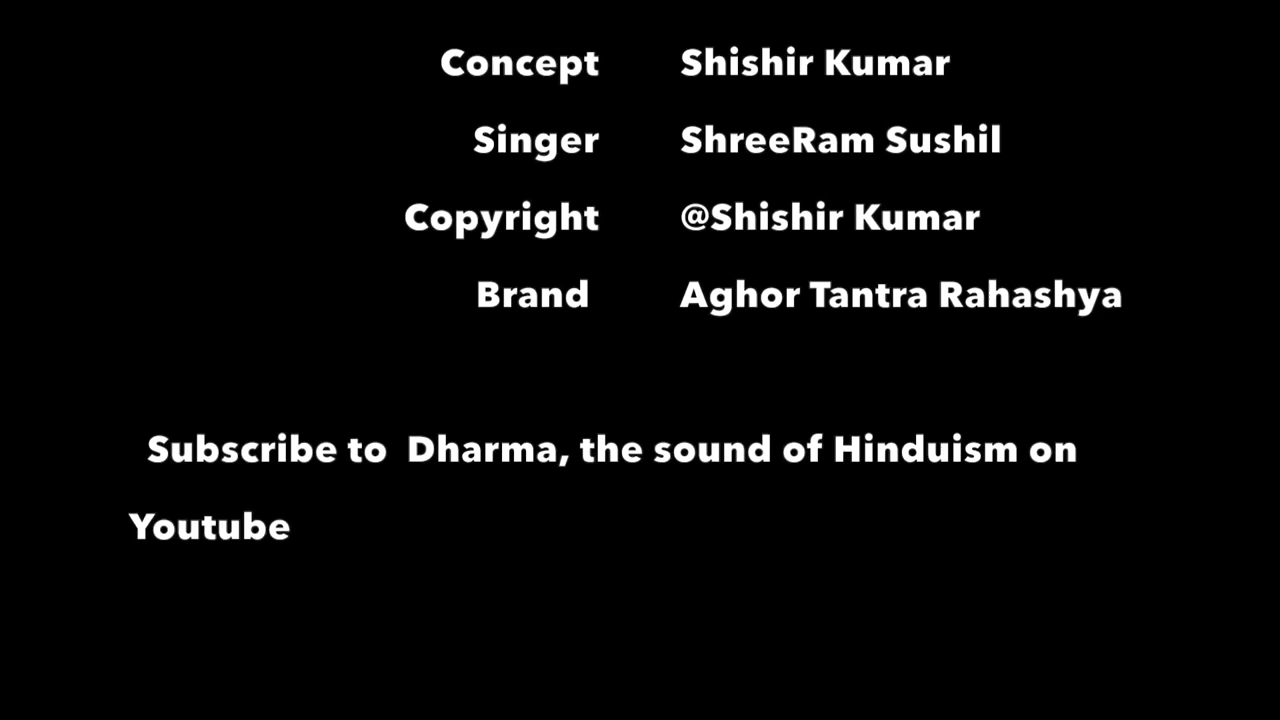 Concept Shishir Kumar
Singer ShreeRam Sushil
Copyright @Shishir Kumar
Brand Aghor Tantra Rahashya
Subscribe to Dharma, the sound of Hinduism on
Youtube